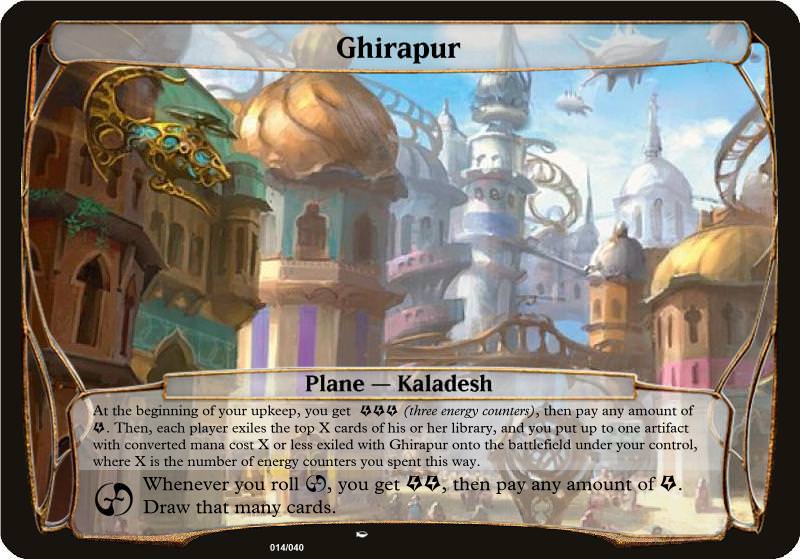 Ghirapur
Plane — Kaladesh
At the beginning of your upkeep, you get (three energy counters), then pay any amount of
. Then, each player exiles the top X cards of his or her library, and you put up to one artifact
with converted mana cost X or less exiled with Ghirapur onto the battlefield under your control,
where X is the number of energy counters you spent this way.
Whenever you roll , you get , then pay any amount of .
Draw that many cards.
014/040